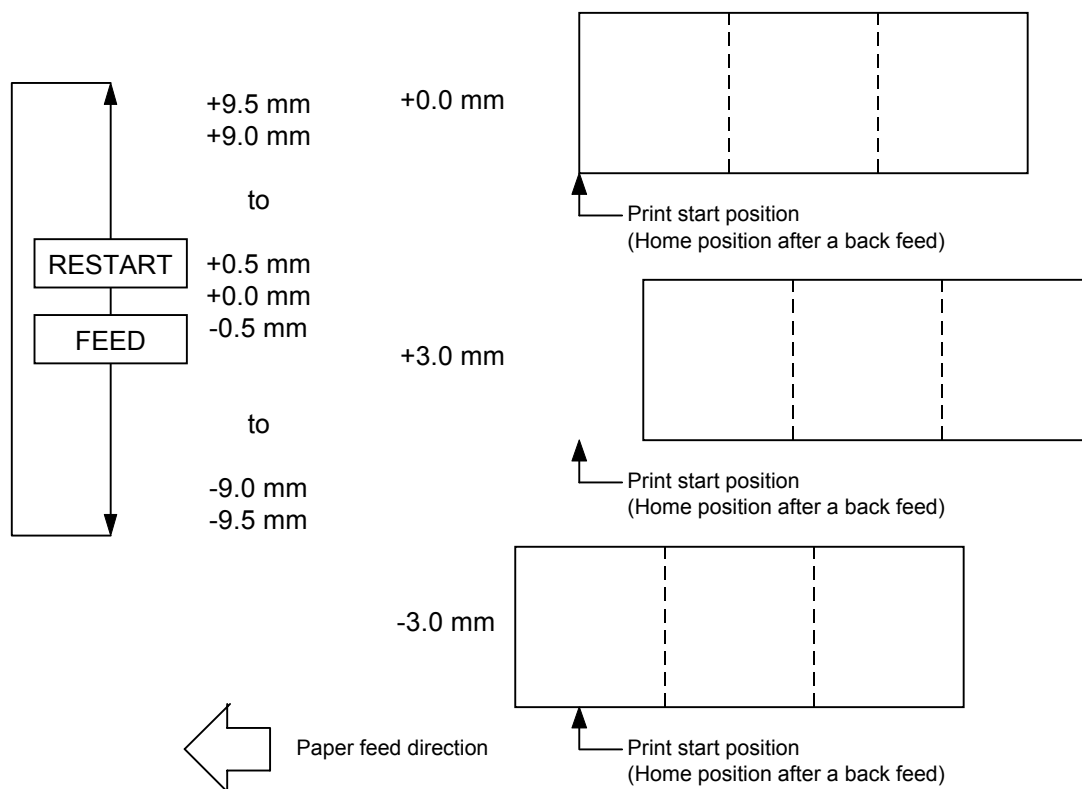 +9.5 mm
+9.0 mm
to
RESTART
+0.5 mm
+0.0 mm
-0.5 mm
FEED
to
-9.0 mm
-9.5 mm
+0.0 mm
Print start position
(Home position after a back feed)
+3.0 mm
Print start position
(Home position after a back feed)
-3.0 mm
Print start position
(Home position after a back feed)
Paper feed direction